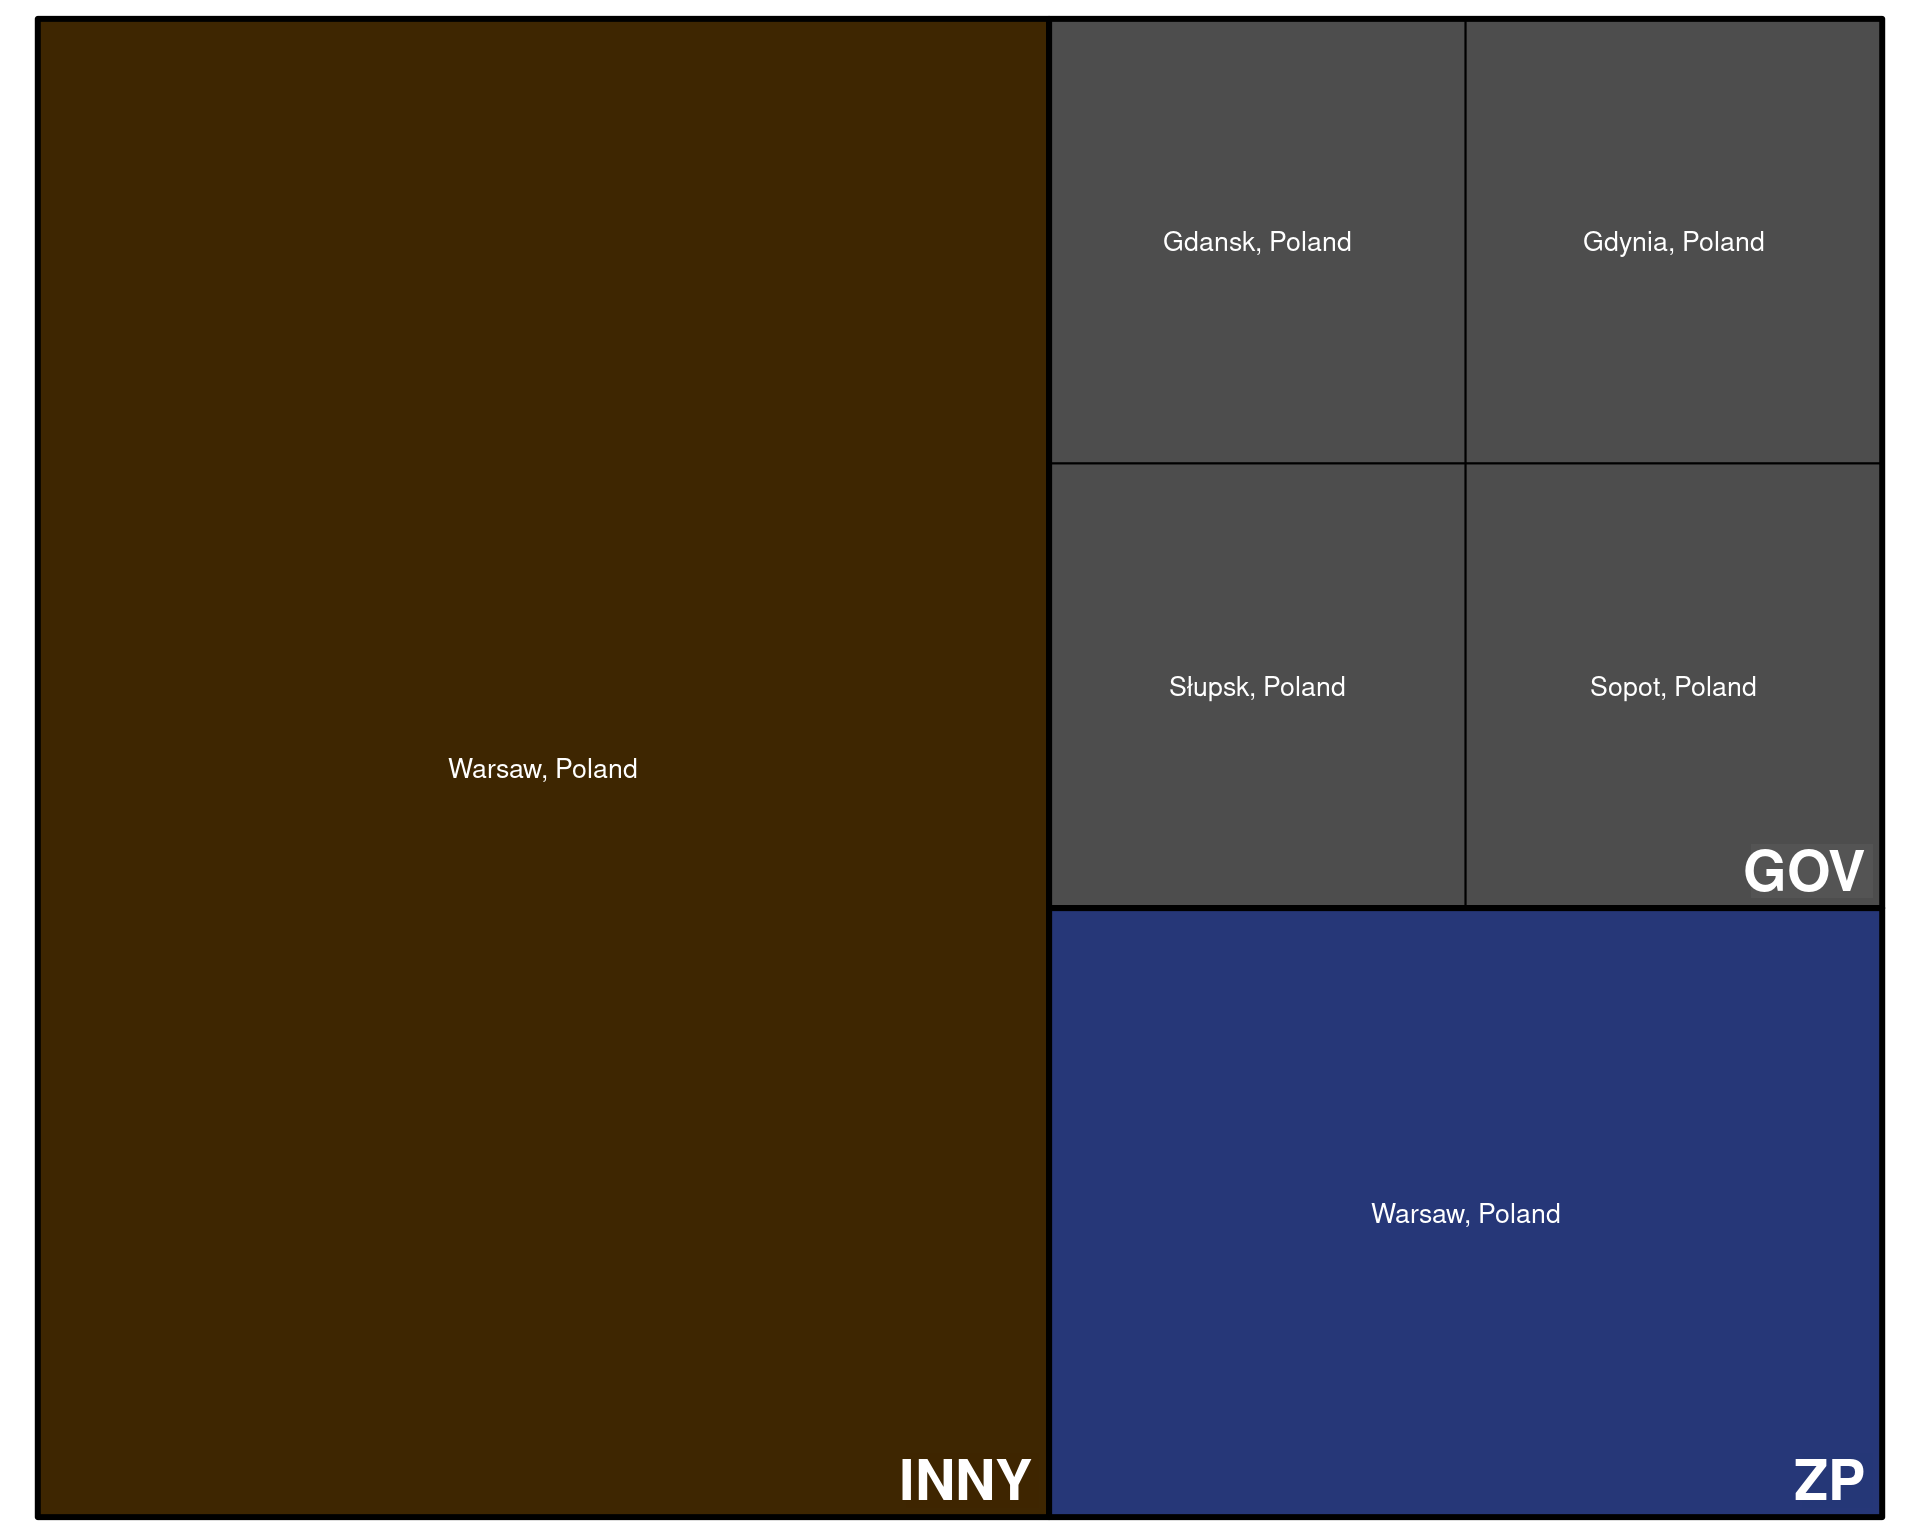 Warsaw, Poland
INNY
Gdansk, Poland
Gdynia, Poland
Słupsk, Poland
Sopot, Poland
GOV
Warsaw, Poland
ZP